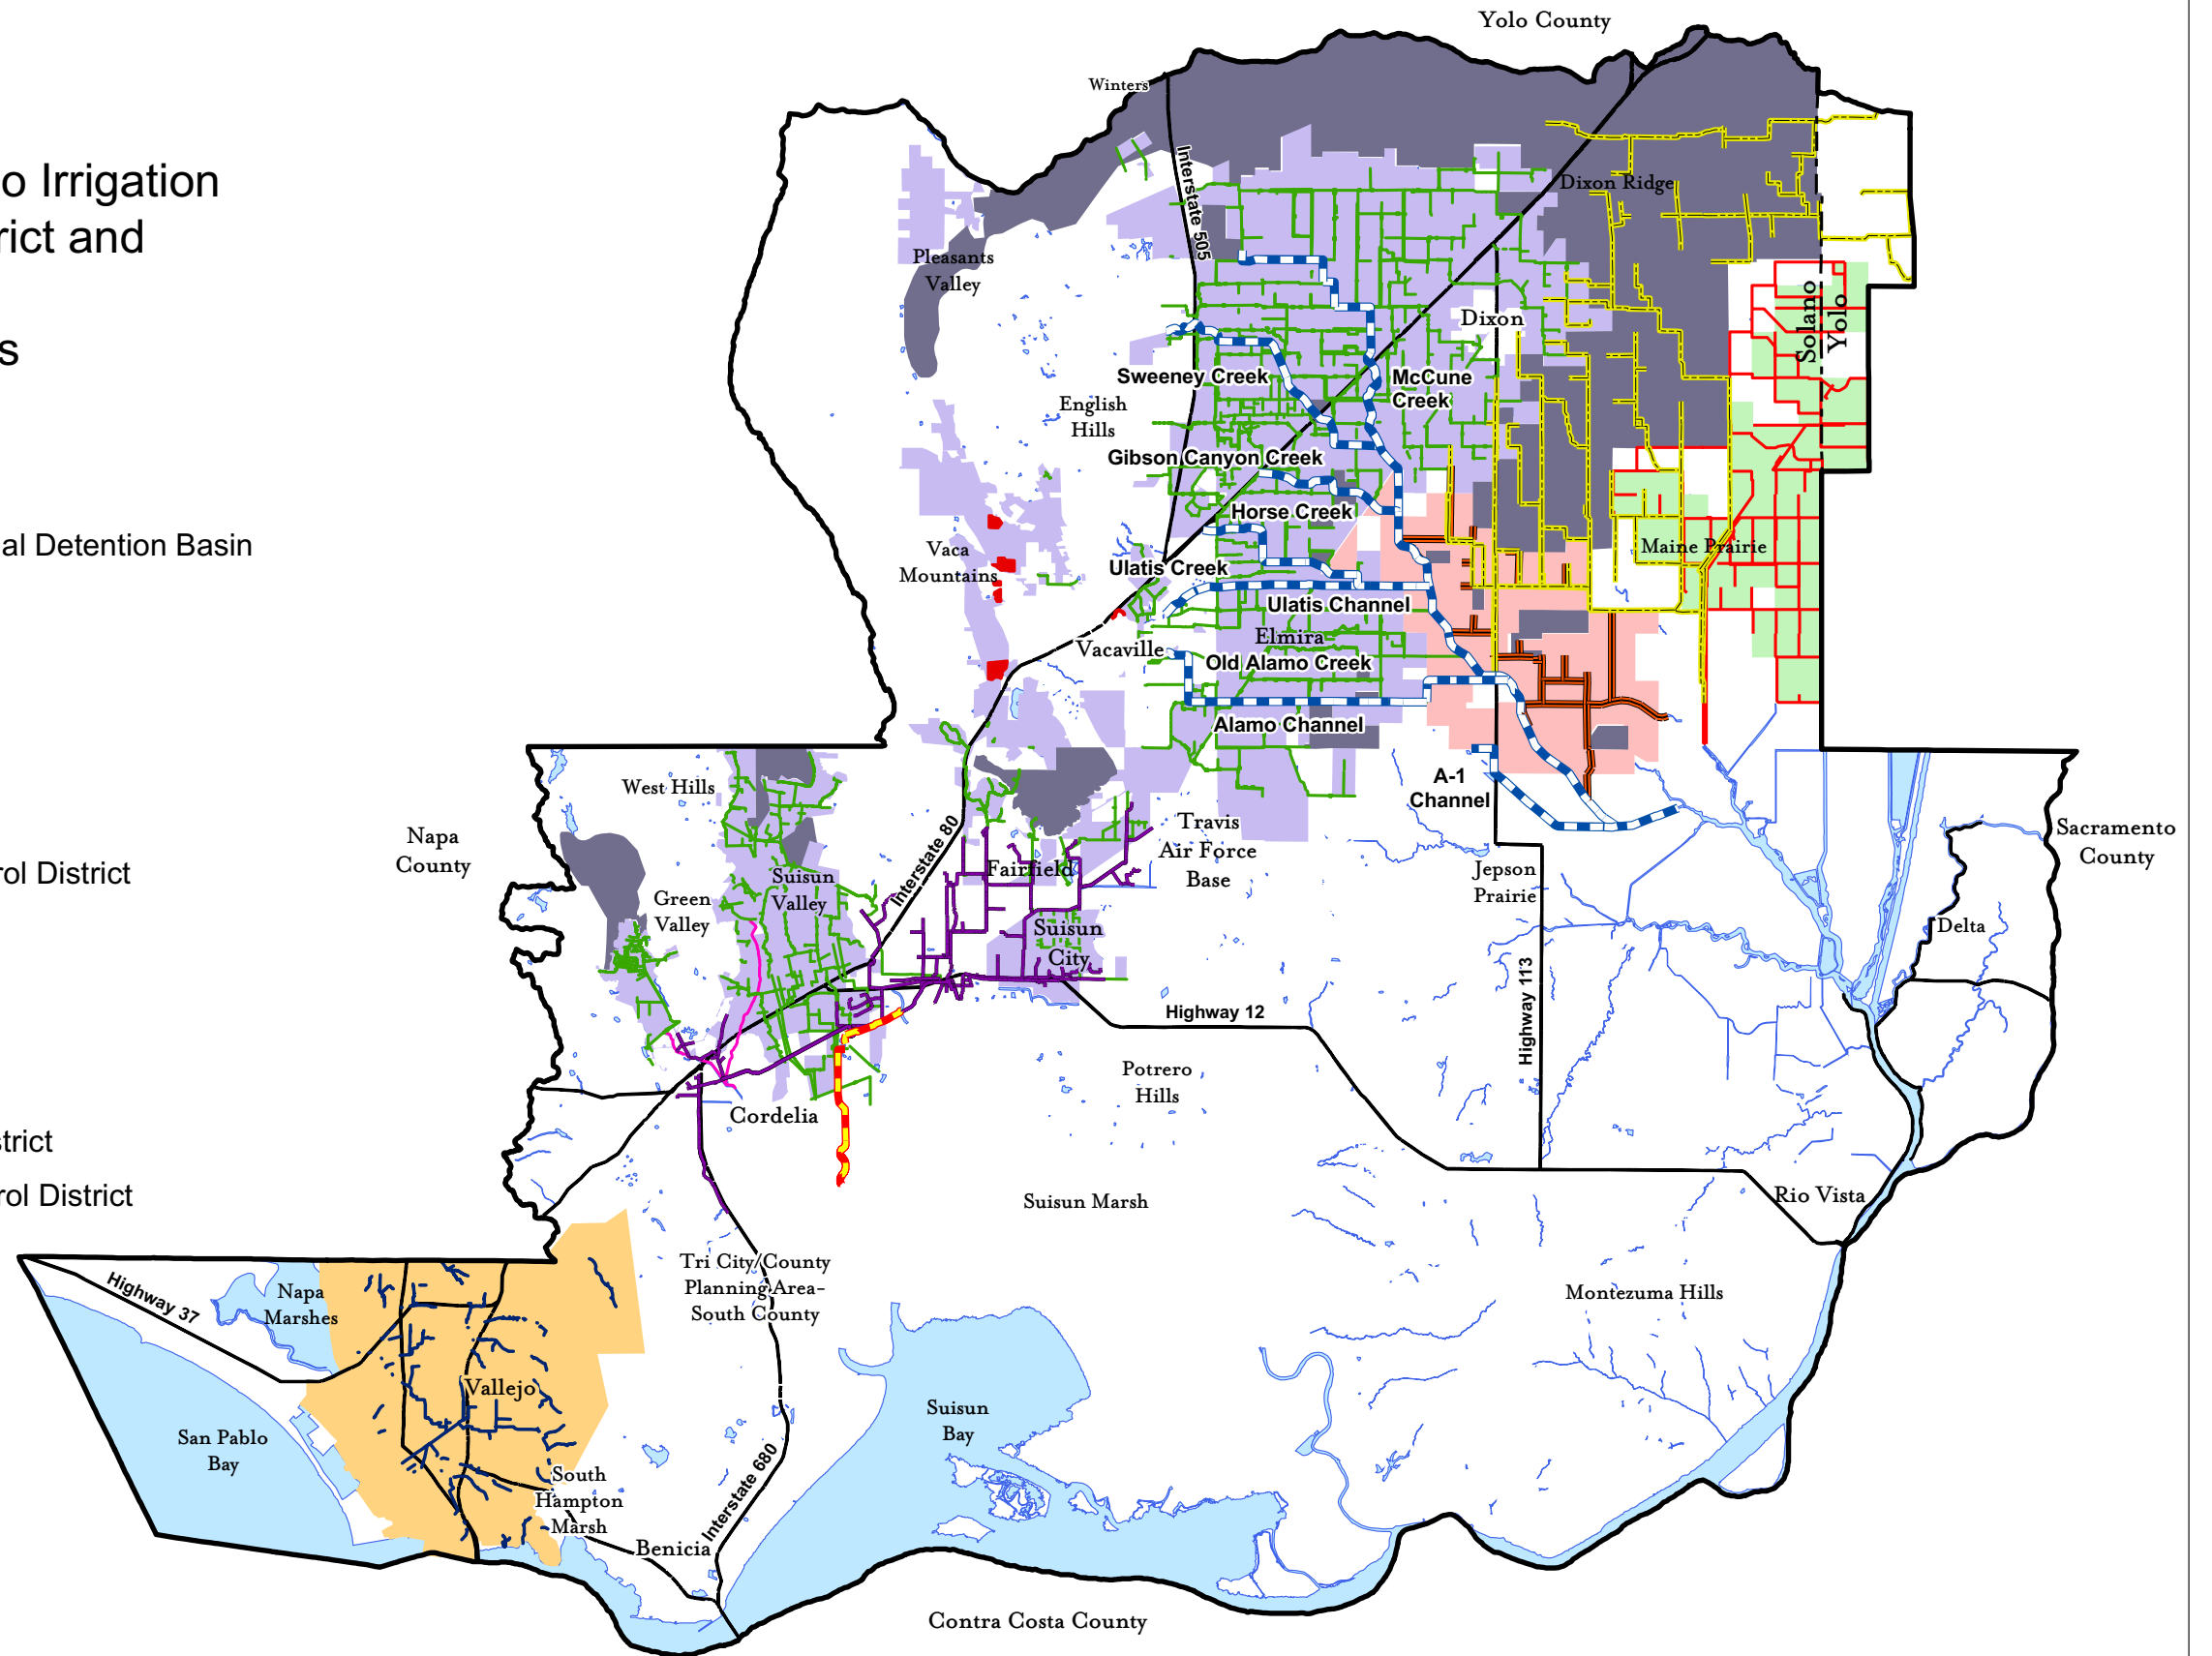 o Irrigation
rict and
s
al Detention Basin
rol District
strict
rol District
Yolo County
Winters
Interstate 505
Dixon Ridge
Pleasants
Valley
Solano
Yolo
Dixon
Sweeney Creek
McCune
Creek
English
Hills
Gibson Canyon Creek
Horse Creek
Vaca
Mountains
Ulatis Creek
Maine Prairie
Ulatis Channel
Elmira
Vacaville
Old Alamo Creek
Alamo Channel
A-1
Channel
West Hills
Napa
County
Interstate 80
Travis
Air Force
Base
Sacramento
County
Fairfield
Suisun
Valley
Green
Valley
Jepson
Prairie
Suisun
City
Delta
Highway 12
Highway 113
Potrero
Hills
Cordelia
Suisun Marsh
Rio Vista
Tri City/County
Planning Area-
South County
Highway 37
Napa
Marshes
Montezuma Hills
Vallejo
San Pablo
Bay
Suisun
Bay
South
Hampton
Marsh
Interstate 680
Benicia
Contra Costa County